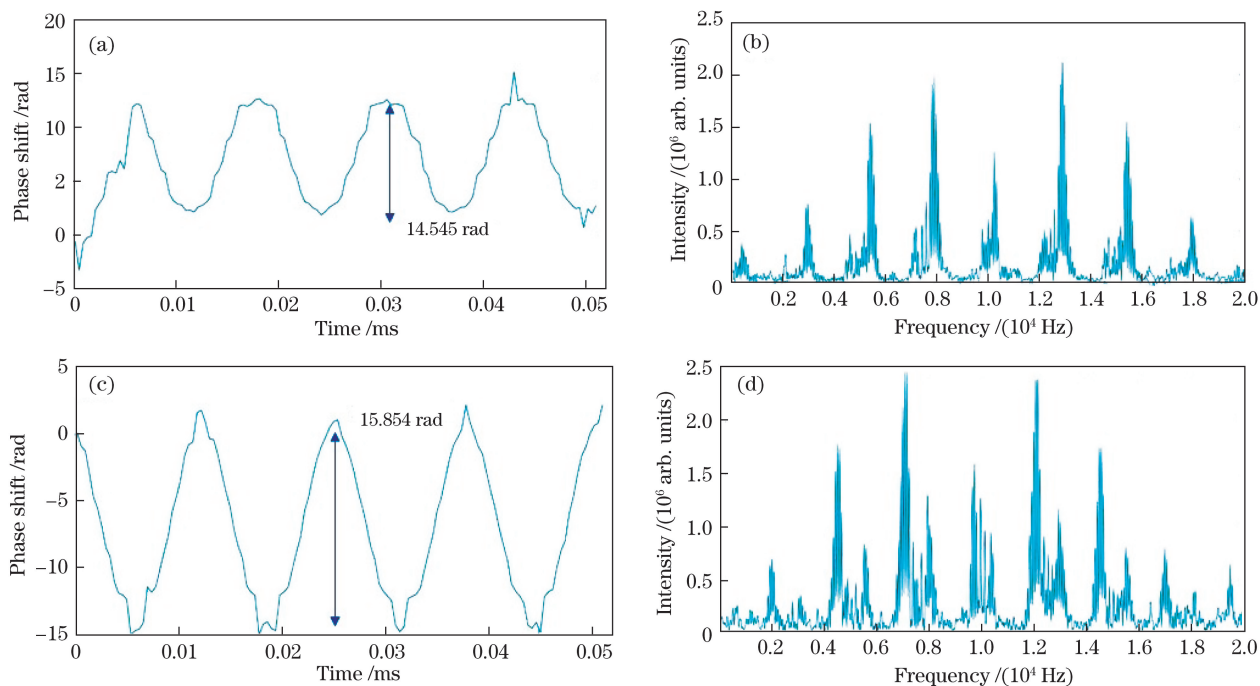 (a)
20
15
10
2
0
−5
Phase shift /rad
14.545 rad
0 0.01 0.02 0.03 0.04 0.05
Time /ms
(b)
2.5
2.0
1.5
1.0
0.5
0
Intensity /(10⁶ arb. units)
0.2 0.4 0.6 0.8 1.0 1.2 1.4 1.6 1.8 2.0
Frequency /(10⁴ Hz)
(c)
5
0
−5
−10
−15
Phase shift /rad
15.854 rad
0 0.01 0.02 0.03 0.04 0.05
Time /ms
(d)
2.5
2.0
1.5
1.0
0.5
0
Intensity /(10⁶ arb. units)
0.2 0.4 0.6 0.8 1.0 1.2 1.4 1.6 1.8 2.0
Frequency /(10⁴ Hz)